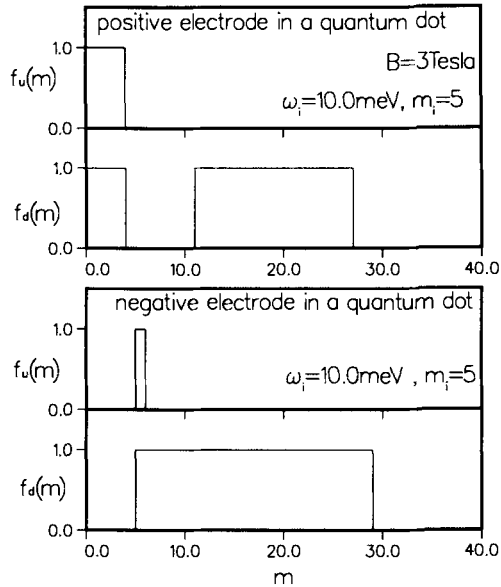 positive electrode in a quantum dot
B=3Tesla
ω_i=10.0meV, m_i=5
1.0
f_u(m)
0.0
1.0
f_d(m)
0.0
0.0 10.0 20.0 30.0 40.0
negative electrode in a quantum dot
1.0
f_u(m)
ω_i=10.0meV , m_i=5
0.0
1.0
f_d(m)
0.0
0.0 10.0 20.0 30.0 40.0
m